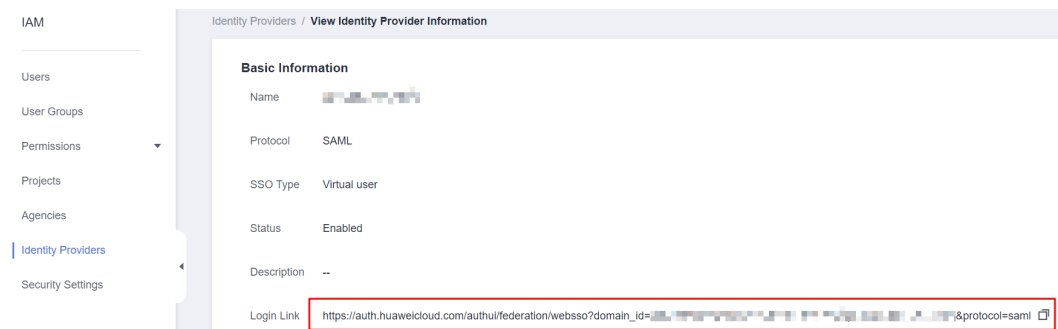 IAM
Identity Providers / View Identity Provider Information
Users
User Groups
Permissions
Projects
Agencies
Identity Providers
Security Settings
Basic Information
Name
Protocol SAML
SSO Type Virtual user
Status Enabled
Description --
Login Link https://auth.huaweicloud.com/authui/federation/websso?domain_id= &protocol=saml